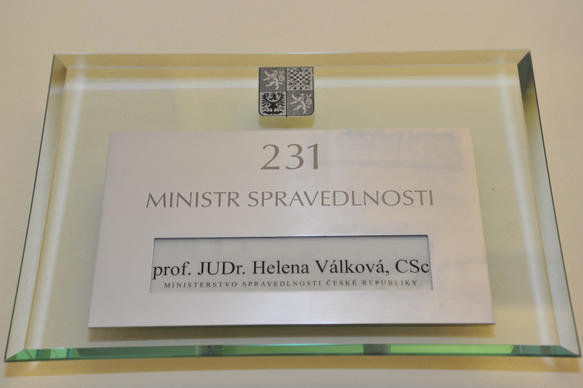 231
MINISTR SPRAVEDLNOSTI
prof. JUDr. Helena Válková, CSc
MINISTERSTVO SPRAVEDLNOSTI ČESKÉ REPUBLIKY